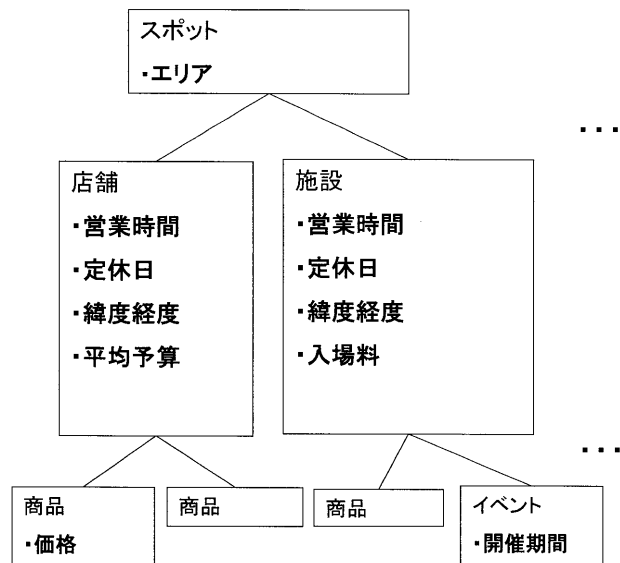 スポット
・エリア
...
店舗
・営業時間
・定休日
・緯度経度
・平均予算
施設
・営業時間
・定休日
・緯度経度
・入場料
...
商品
・価格
商品
商品
イベント
・開催期間